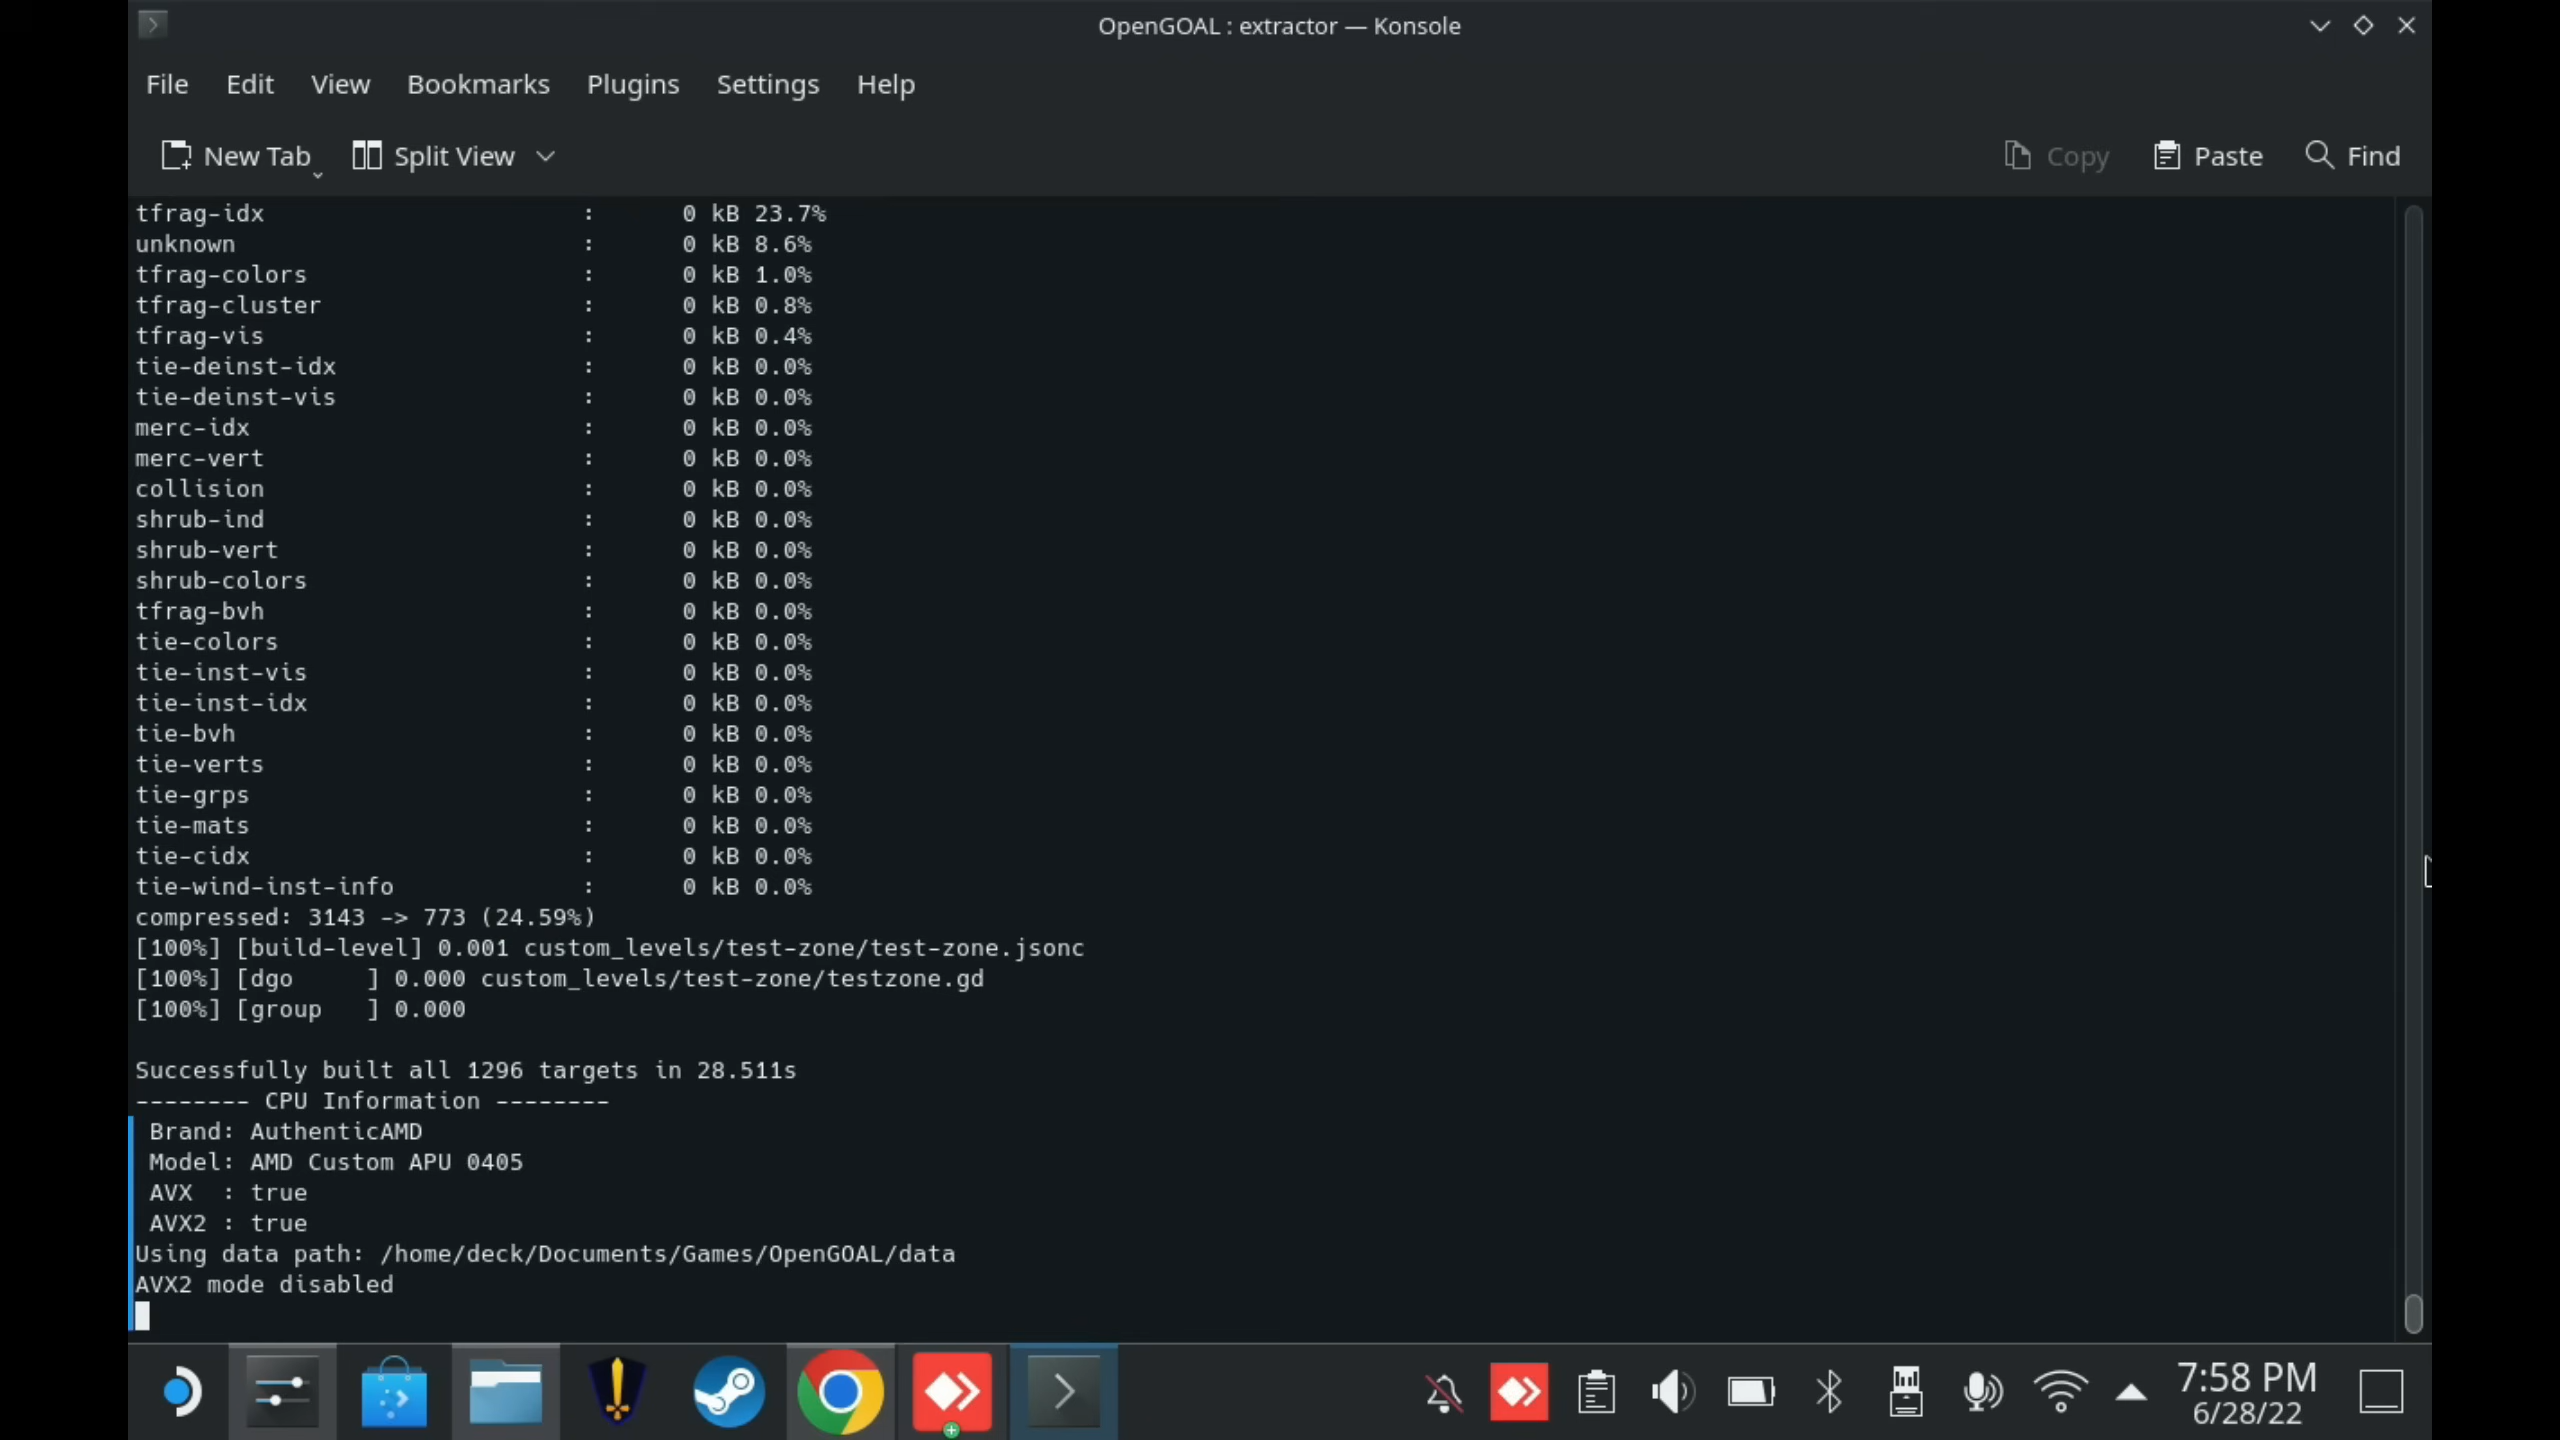 OpenGOAL : extractor — Konsole
File Edit View Bookmarks Plugins Settings Help
New Tab Split View Copy Paste Find
tfrag-idx : 0 kB 23.7%
unknown : 0 kB 8.6%
tfrag-colors : 0 kB 1.0%
tfrag-cluster : 0 kB 0.8%
tfrag-vis : 0 kB 0.4%
tie-deinst-idx : 0 kB 0.0%
tie-deinst-vis : 0 kB 0.0%
merc-idx : 0 kB 0.0%
merc-vert : 0 kB 0.0%
collision : 0 kB 0.0%
shrub-ind : 0 kB 0.0%
shrub-vert : 0 kB 0.0%
shrub-colors : 0 kB 0.0%
tfrag-bvh : 0 kB 0.0%
tie-colors : 0 kB 0.0%
tie-inst-vis : 0 kB 0.0%
tie-inst-idx : 0 kB 0.0%
tie-bvh : 0 kB 0.0%
tie-verts : 0 kB 0.0%
tie-grps : 0 kB 0.0%
tie-mats : 0 kB 0.0%
tie-cidx : 0 kB 0.0%
tie-wind-inst-info : 0 kB 0.0%
compressed: 3143 -> 773 (24.59%)
[100%] [build-level] 0.001 custom_levels/test-zone/test-zone.jsonc
[100%] [dgo ] 0.000 custom_levels/test-zone/testzone.gd
[100%] [group ] 0.000
Successfully built all 1296 targets in 28.511s
-------- CPU Information --------
Brand: AuthenticAMD
Model: AMD Custom APU 0405
AVX : true
AVX2 : true
Using data path: /home/deck/Documents/Games/OpenGOAL/data
AVX2 mode disabled
7:58 PM
6/28/22